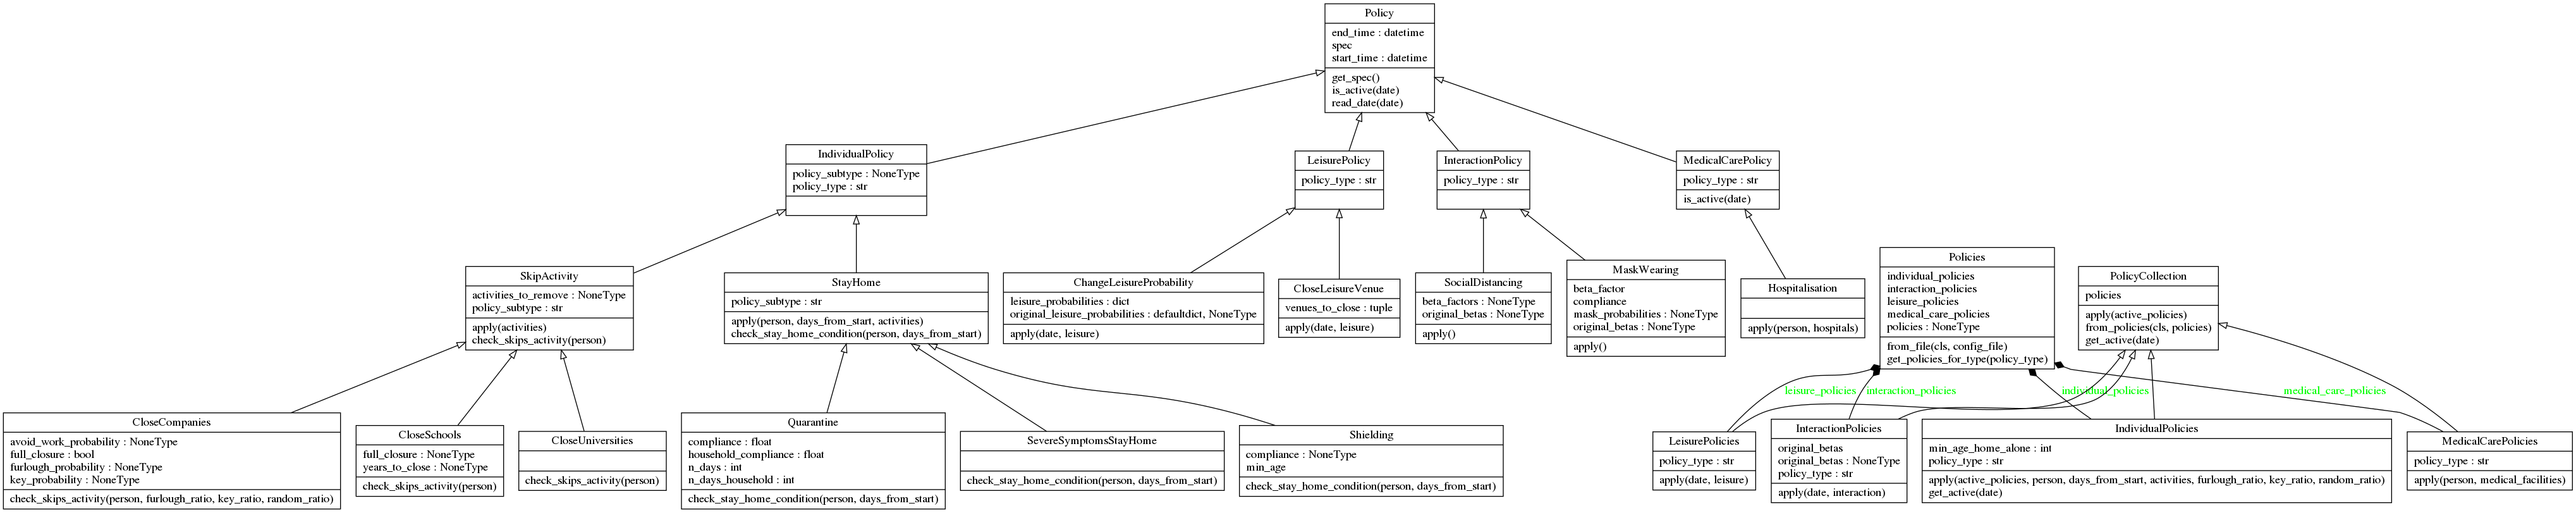 Policy
end_time : datetime
spec
start_time : datetime
get_spec()
is_active(date)
read_date(date)
IndividualPolicy
policy_subtype : NoneType
policy_type : str
LeisurePolicy
policy_type : str
InteractionPolicy
policy_type : str
MedicalCarePolicy
policy_type : str
is_active(date)
SkipActivity
activities_to_remove : NoneType
policy_subtype : str
apply(activities)
check_skips_activity(person)
StayHome
policy_subtype : str
apply(person, days_from_start, activities)
check_stay_home_condition(person, days_from_start)
ChangeLeisureProbability
leisure_probabilities : dict
original_leisure_probabilities : defaultdict, NoneType
apply(date, leisure)
CloseLeisureVenue
venues_to_close : tuple
apply(date, leisure)
SocialDistancing
beta_factors : NoneType
original_betas : NoneType
apply()
MaskWearing
beta_factor
compliance
mask_probabilities : NoneType
original_betas : NoneType
apply()
Hospitalisation
apply(person, hospitals)
Policies
individual_policies
interaction_policies
leisure_policies
medical_care_policies
policies : NoneType
from_file(cls, config_file)
get_policies_for_type(policy_type)
PolicyCollection
policies
apply(active_policies)
from_policies(cls, policies)
get_active(date)
leisure_policies
interaction_policies
individual_policies
medical_care_policies
CloseCompanies
avoid_work_probability : NoneType
full_closure : bool
furlough_probability : NoneType
key_probability : NoneType
check_skips_activity(person, furlough_ratio, key_ratio, random_ratio)
CloseSchools
full_closure : NoneType
years_to_close : NoneType
check_skips_activity(person)
CloseUniversities
check_skips_activity(person)
Quarantine
compliance : float
household_compliance : float
n_days : int
n_days_household : int
check_stay_home_condition(person, days_from_start)
SevereSymptomsStayHome
check_stay_home_condition(person, days_from_start)
Shielding
compliance : NoneType
min_age
check_stay_home_condition(person, days_from_start)
LeisurePolicies
policy_type : str
apply(date, leisure)
InteractionPolicies
original_betas
original_betas : NoneType
policy_type : str
apply(date, interaction)
IndividualPolicies
min_age_home_alone : int
policy_type : str
apply(active_policies, person, days_from_start, activities, furlough_ratio, key_ratio, random_ratio)
get_active(date)
MedicalCarePolicies
policy_type : str
apply(person, medical_facilities)